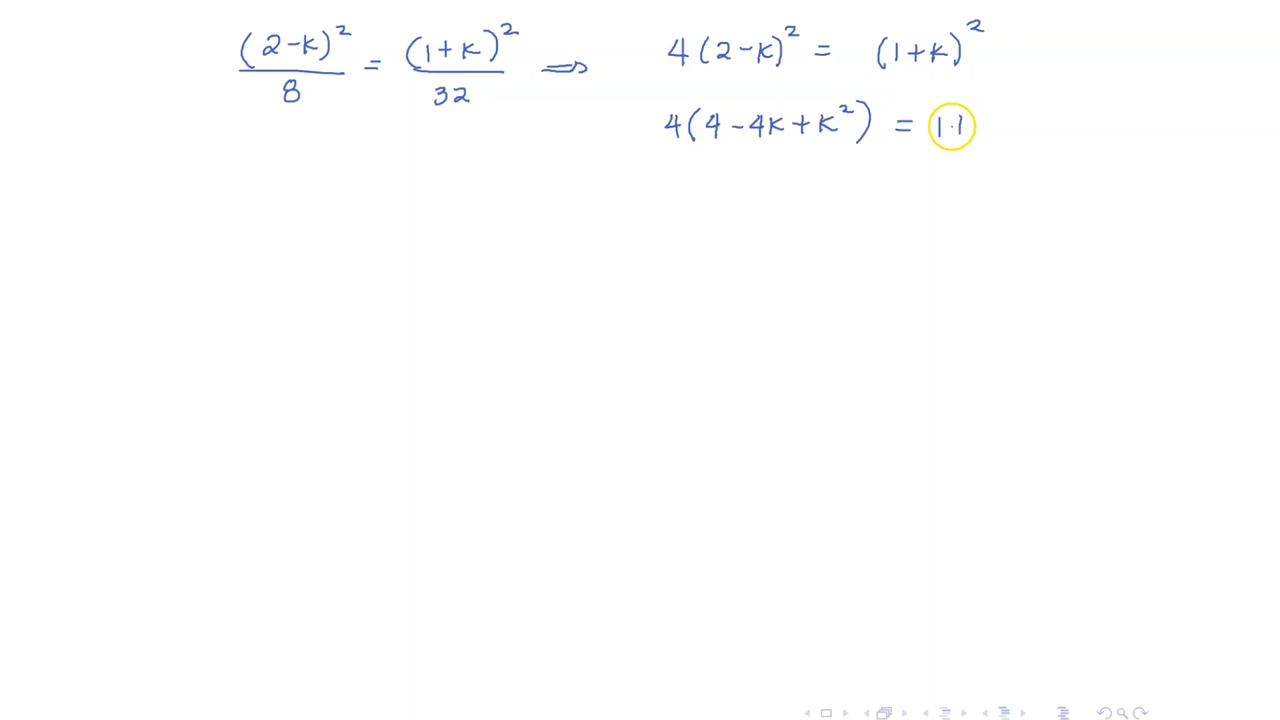 (2-k)²/8 = (1+k)²/32 ⟹ 4(2-k)² = (1+k)²
4(4-4k+k²) = 1·1